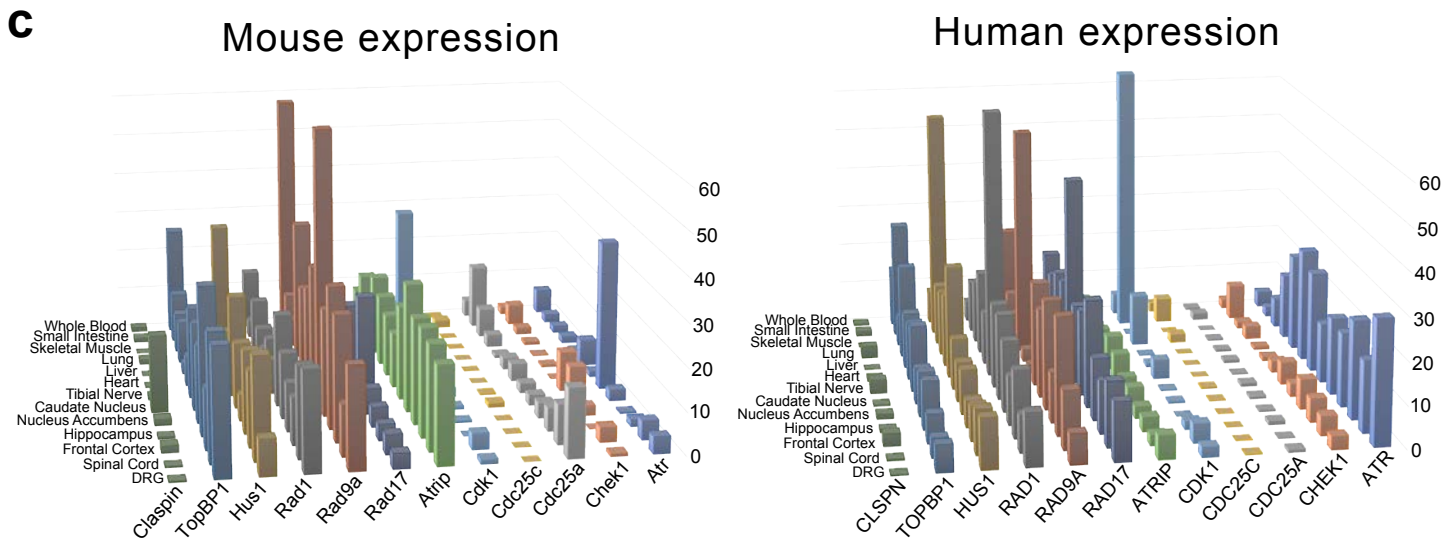 c
Mouse expression
Human expression
60
50
40
30
20
10
0
Whole Blood
Small Intestine
Skeletal Muscle
Lung
Liver
Heart
Tibial Nerve
Caudate Nucleus
Nucleus Accumbens
Hippocampus
Frontal Cortex
Spinal Cord
DRG
Claspin
TopBP1
Hus1
Rad1
Rad9a
Rad17
Atrip
Cdk1
Cdc25c
Cdc25a
Chek1
Atr
60
50
40
30
20
10
0
Whole Blood
Small Intestine
Skeletal Muscle
Lung
Liver
Heart
Tibial Nerve
Caudate Nucleus
Nucleus Accumbens
Hippocampus
Frontal Cortex
Spinal Cord
DRG
CLSPN
TOPBP1
HUS1
RAD1
RAD9A
RAD17
ATRIP
CDK1
CDC25C
CDC25A
CHEK1
ATR